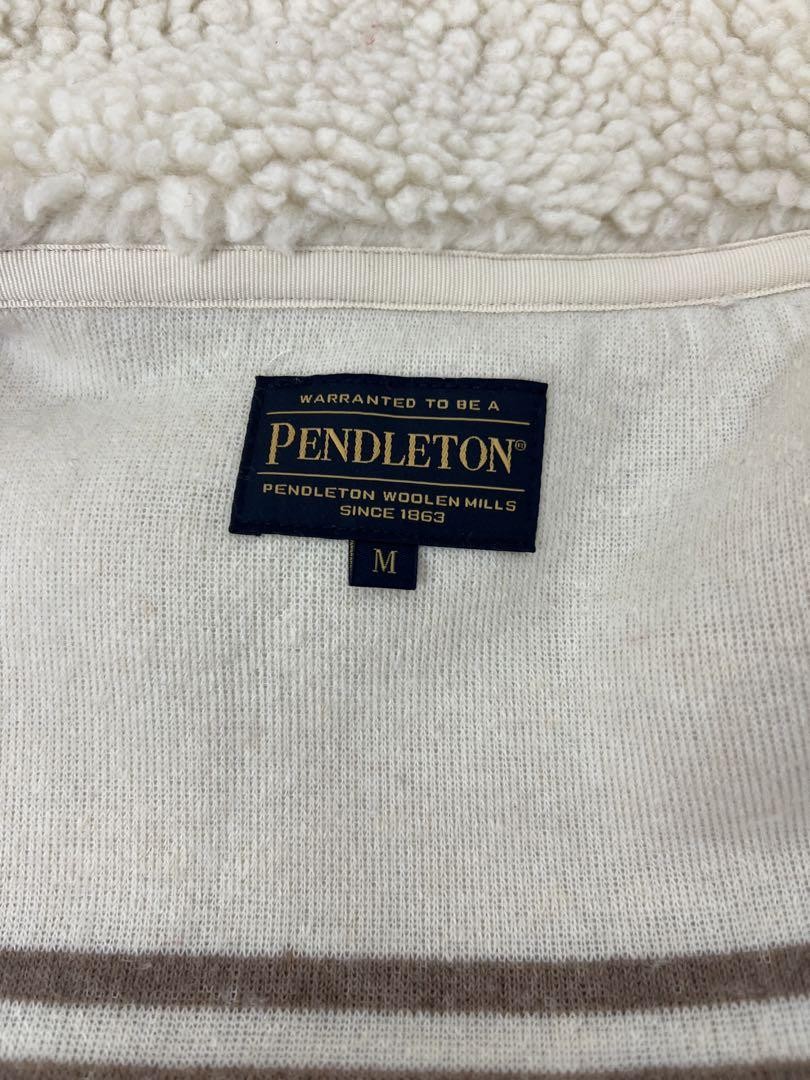 WARRANTED TO BE A
PENDLETON®
PENDLETON WOOLEN MILLS
SINCE 1863
M